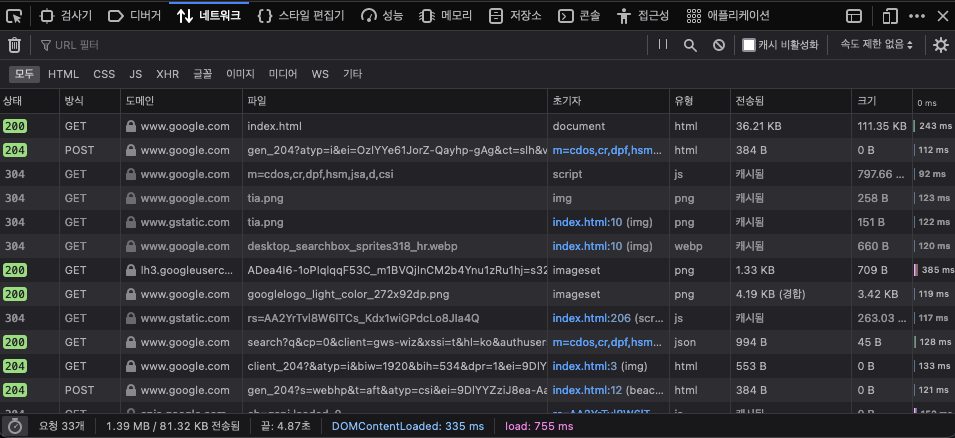 검사기 디버거 네트워크 스타일 편집기 성능 메모리 저장소 콘솔 접근성 애플리케이션
URL 필터 캐시 비활성화 속도 제한 없음
모두 HTML CSS JS XHR 글꼴 이미지 미디어 WS 기타
상태 방식 도메인 파일 초기자 유형 전송됨 크기 0 ms
200 GET www.google.com index.html document html 36.21 KB 111.35 KB 243 ms
204 POST www.google.com gen_204?atyp=i&ei=OzIYYe61JorZ-Qayhp-gAg&ct=slh&v m=cdos,cr,dpf,hsm... html 384 B 0 B 112 ms
304 GET www.google.com m=cdos,cr,dpf,hsm,jsa,d,csi script js 캐시됨 797.66 ... 92 ms
304 GET www.google.com tia.png img png 캐시됨 258 B 123 ms
304 GET www.gstatic.com tia.png index.html:10 (img) png 캐시됨 151 B 122 ms
304 GET www.google.com desktop_searchbox_sprites318_hr.webp index.html:10 (img) webp 캐시됨 660 B 120 ms
200 GET lh3.googleuserc... imageset png 1.33 KB 709 B 385 ms
200 GET www.google.com googlelogo_light_color_272x92dp.png imageset png 4.19 KB (경합) 3.42 KB 119 ms
304 GET www.gstatic.com index.html:206 (scr... js 캐시됨 263.03 ... 117 ms
200 GET www.google.com search?q&cp=0&client=gws-wiz&xssi=t&hl=ko&authuser m=cdos,cr,dpf,hsm... json 994 B 45 B 128 ms
204 GET www.google.com client_204?&atyp=i&biw=1920&bih=534&dpr=1&ei=9DIY index.html:3 (img) html 553 B 0 B 133 ms
204 POST www.google.com gen_204?s=webhp&t=aft&atyp=csi&ei=9DIYYZziJ8ea-Aa index.html:12 (beac... html 384 B 0 B 121 ms
요청 33개 1.39 MB / 81.32 KB 전송됨 끝: 4.87초 DOMContentLoaded: 335 ms load: 755 ms